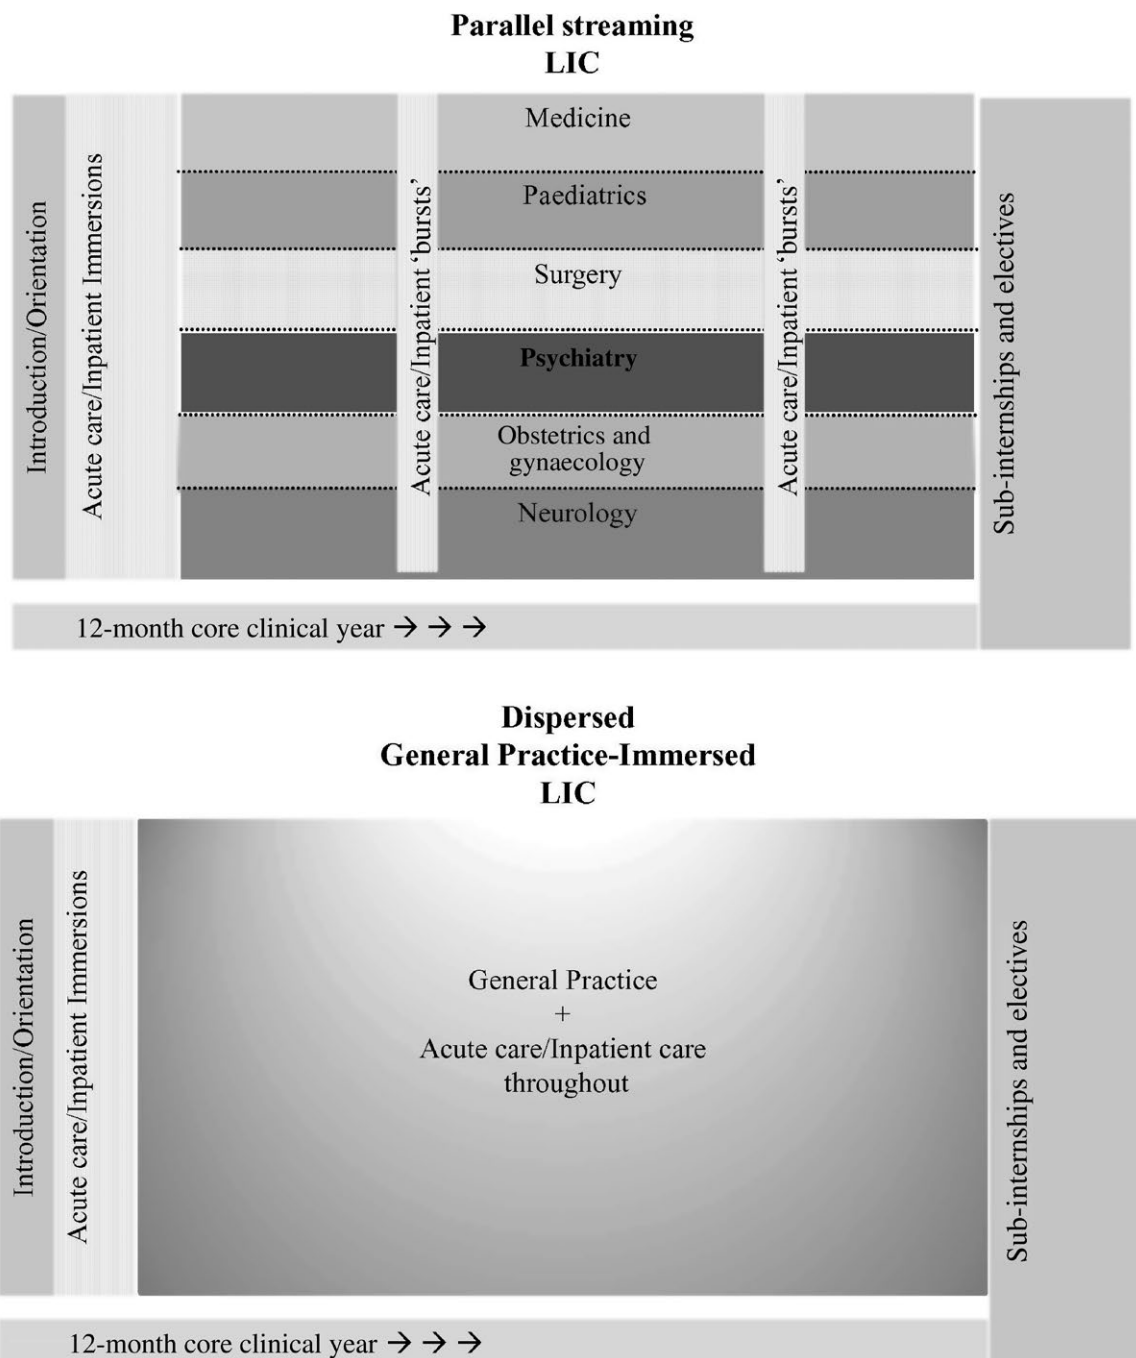 Parallel streaming
LIC
Introduction/Orientation
Acute care/Inpatient Immersions
Medicine
Paediatrics
Surgery
Psychiatry
Obstetrics and
gynaecology
Neurology
Acute care/Inpatient ‘bursts’
Acute care/Inpatient ‘bursts’
Sub-internships and electives
12-month core clinical year → → →
Dispersed
General Practice-Immersed
LIC
Introduction/Orientation
Acute care/Inpatient Immersions
General Practice
+
Acute care/Inpatient care
throughout
Sub-internships and electives
12-month core clinical year → → →